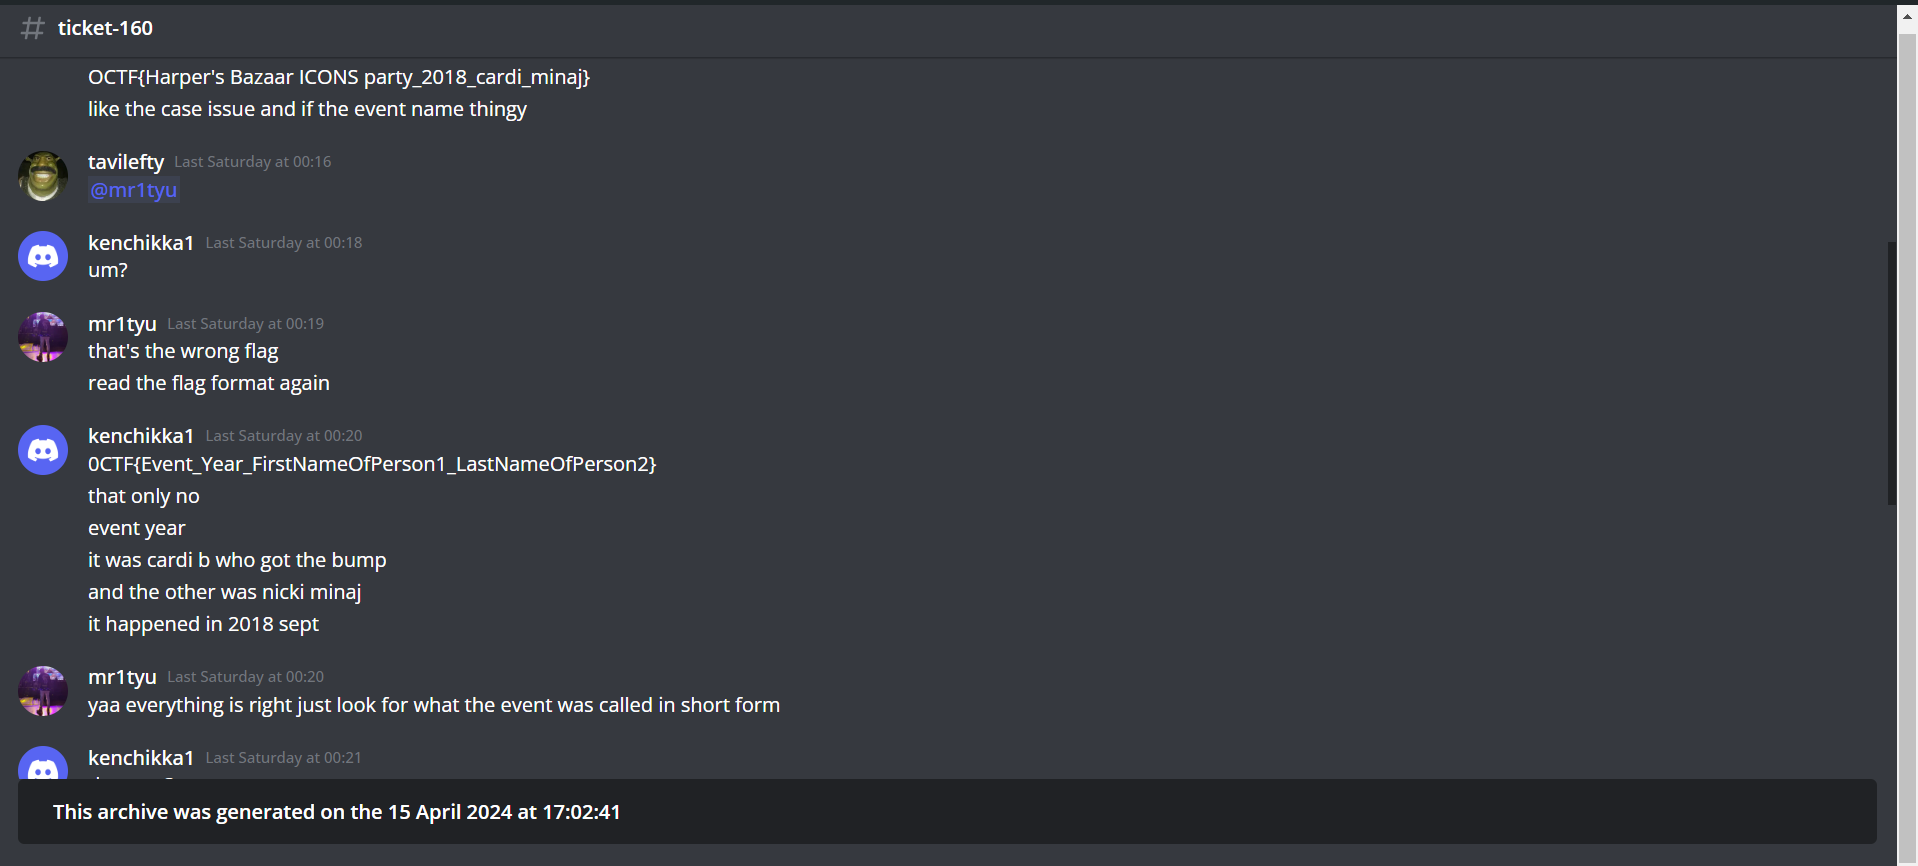 # ticket-160
OCTF{Harper's Bazaar ICONS party_2018_cardi_minaj}
like the case issue and if the event name thingy
tavilefty Last Saturday at 00:16
@mr1tyu
kenchikka1 Last Saturday at 00:18
um?
mr1tyu Last Saturday at 00:19
that's the wrong flag
read the flag format again
kenchikka1 Last Saturday at 00:20
0CTF{Event_Year_FirstNameOfPerson1_LastNameOfPerson2}
that only no
event year
it was cardi b who got the bump
and the other was nicki minaj
it happened in 2018 sept
mr1tyu Last Saturday at 00:20
yaa everything is right just look for what the event was called in short form
kenchikka1 Last Saturday at 00:21
This archive was generated on the 15 April 2024 at 17:02:41